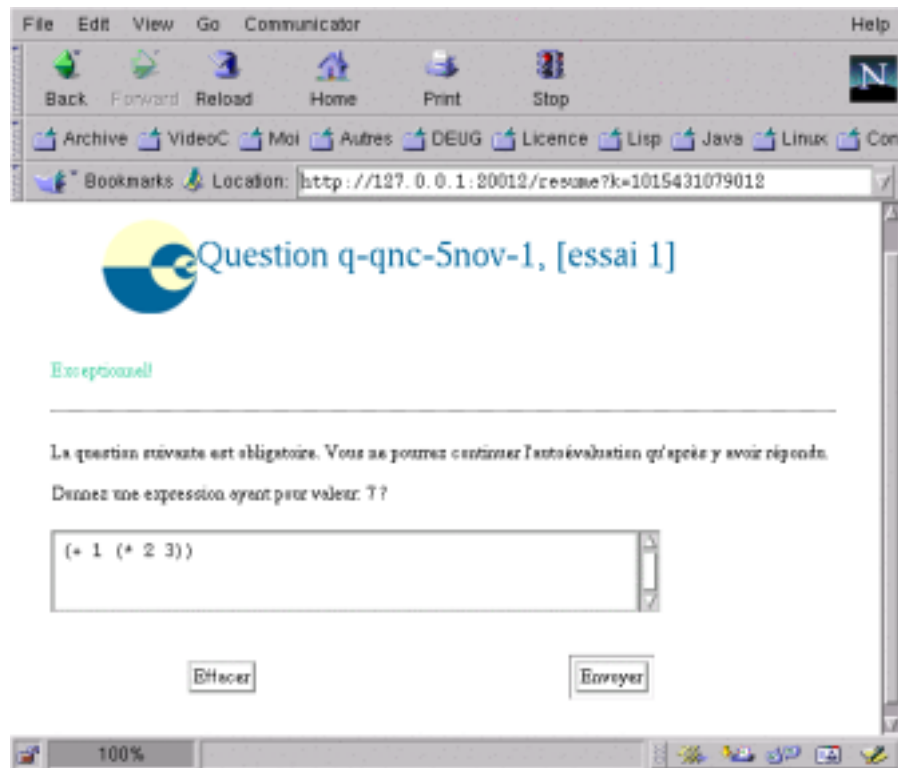 File Edit View Go Communicator Help
Back Forward Reload Home Print Stop
N
Archive VideoC Moi Autres DEUG Licence Lisp Java Linux Con
Bookmarks Location: http://127.0.0.1:20012/resume?k=1015431079012
Question q-qnc-5nov-1, [essai 1]
Exceptionnel!
La question suivante est obligatoire. Vous ne pourrez continuer l'autoévaluation qu'après y avoir répondu.
Donnez une expression ayant pour valeur: 7 ?
(+ 1 (* 2 3))
Effacer Envoyer
100%